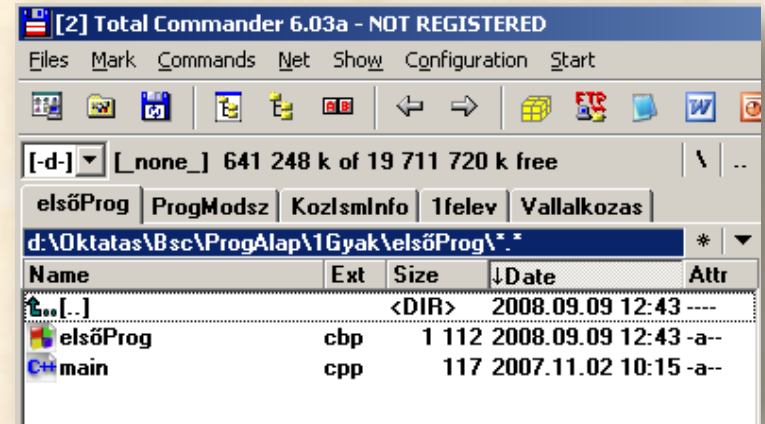 [2] Total Commander 6.03a - NOT REGISTERED
Files Mark Commands Net Show Configuration Start
AB FTP W
[-d-] [_none_] 641 248 k of 19 711 720 k free \ ..
elsőProg ProgModsz KozIsmInfo 1felev Vallalkozas
d:\Oktatas\Bsc\ProgAlap\1Gyak\elsőProg\*.* * ▼
Name Ext Size ↓Date Attr
[..] <DIR> 2008.09.09 12:43 ----
elsőProg cbp 1 112 2008.09.09 12:43 -a--
C++ main cpp 117 2007.11.02 10:15 -a--